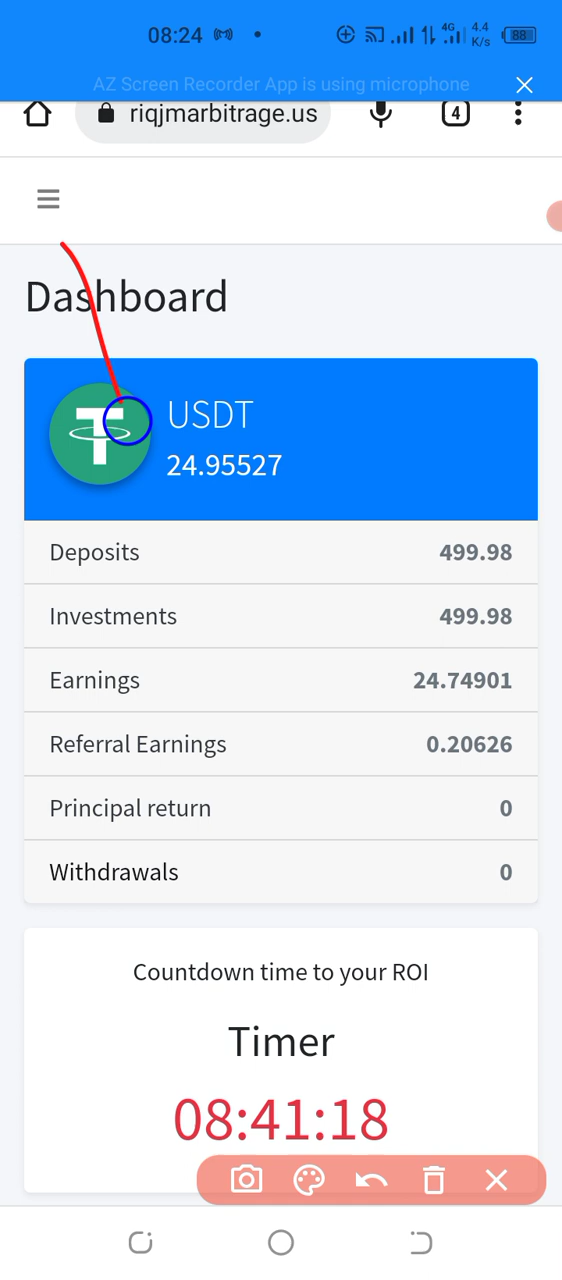 08:24
4G
4.4
K/s
88
AZ Screen Recorder App is using microphone
riqjmarbitrage.us
4
Dashboard
USDT
24.95527
Deposits 499.98
Investments 499.98
Earnings 24.74901
Referral Earnings 0.20626
Principal return 0
Withdrawals 0
Countdown time to your ROI
Timer
08:41:18